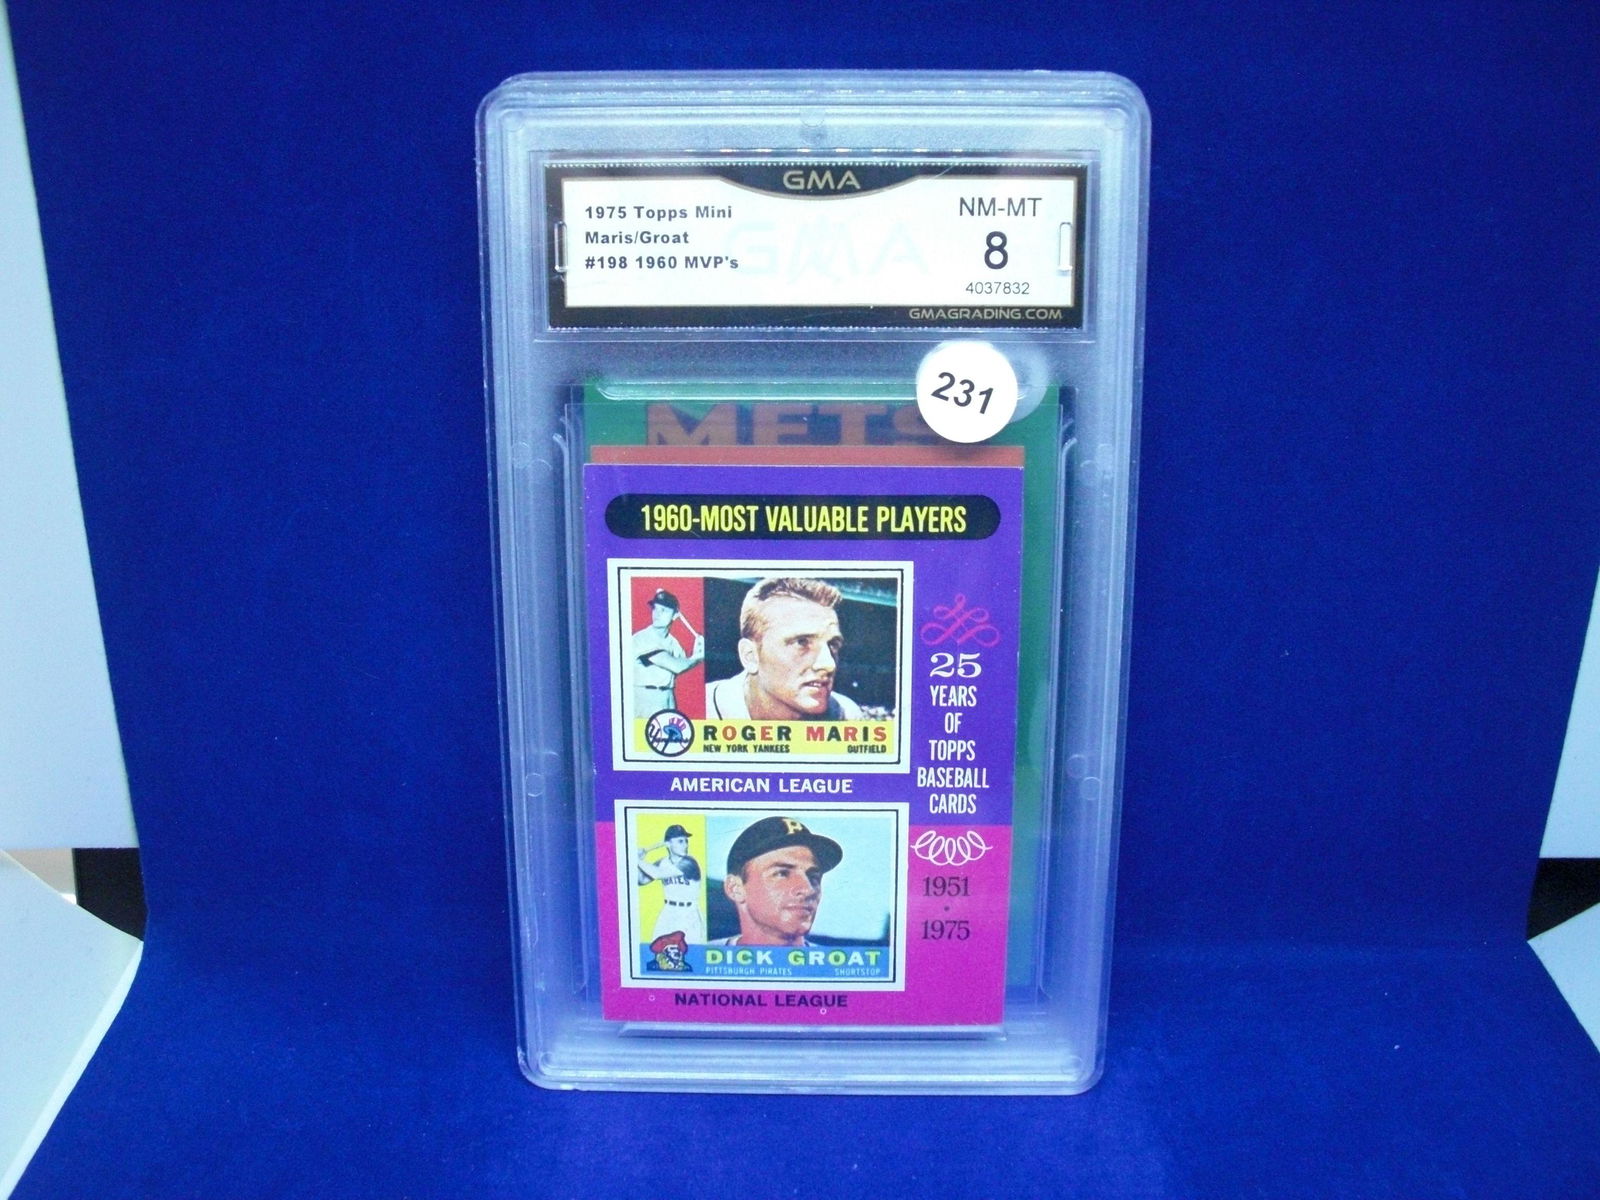 GMA
1975 Topps Mini
Maris/Groat
#198 1960 MVP's
GMA
NM-MT
8
4037832
GMAGRADING.COM
231
METS
1960-MOST VALUABLE PLAYERS
ROGER MARIS
NEW YORK YANKEES OUTFIELD
AMERICAN LEAGUE
25
YEARS
OF
TOPPS
BASEBALL
CARDS
P
DICK GROAT
PITTSBURGH PIRATES SHORTSTOP
NATIONAL LEAGUE
1951
·
1975